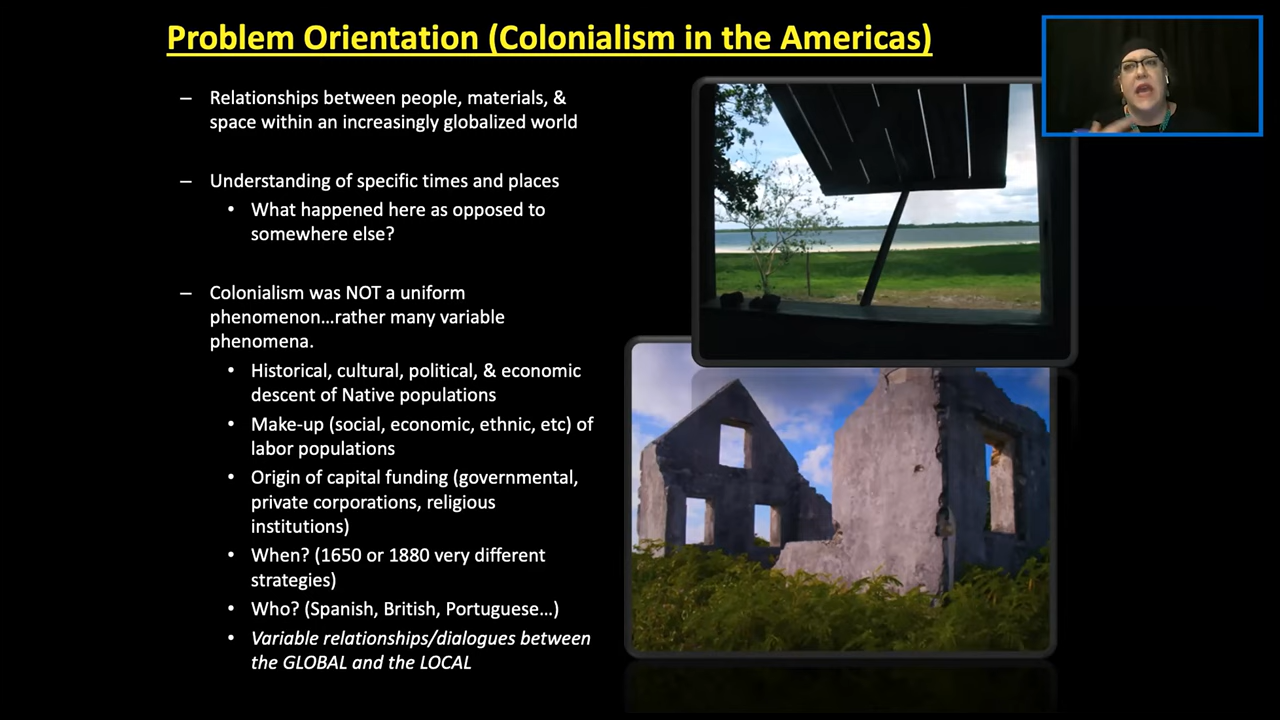 Problem Orientation (Colonialism in the Americas)
– Relationships between people, materials, &
space within an increasingly globalized world
– Understanding of specific times and places
• What happened here as opposed to
somewhere else?
– Colonialism was NOT a uniform
phenomenon…rather many variable
phenomena.
• Historical, cultural, political, & economic
descent of Native populations
• Make-up (social, economic, ethnic, etc) of
labor populations
• Origin of capital funding (governmental,
private corporations, religious
institutions)
• When? (1650 or 1880 very different
strategies)
• Who? (Spanish, British, Portuguese…)
• Variable relationships/dialogues between
the GLOBAL and the LOCAL